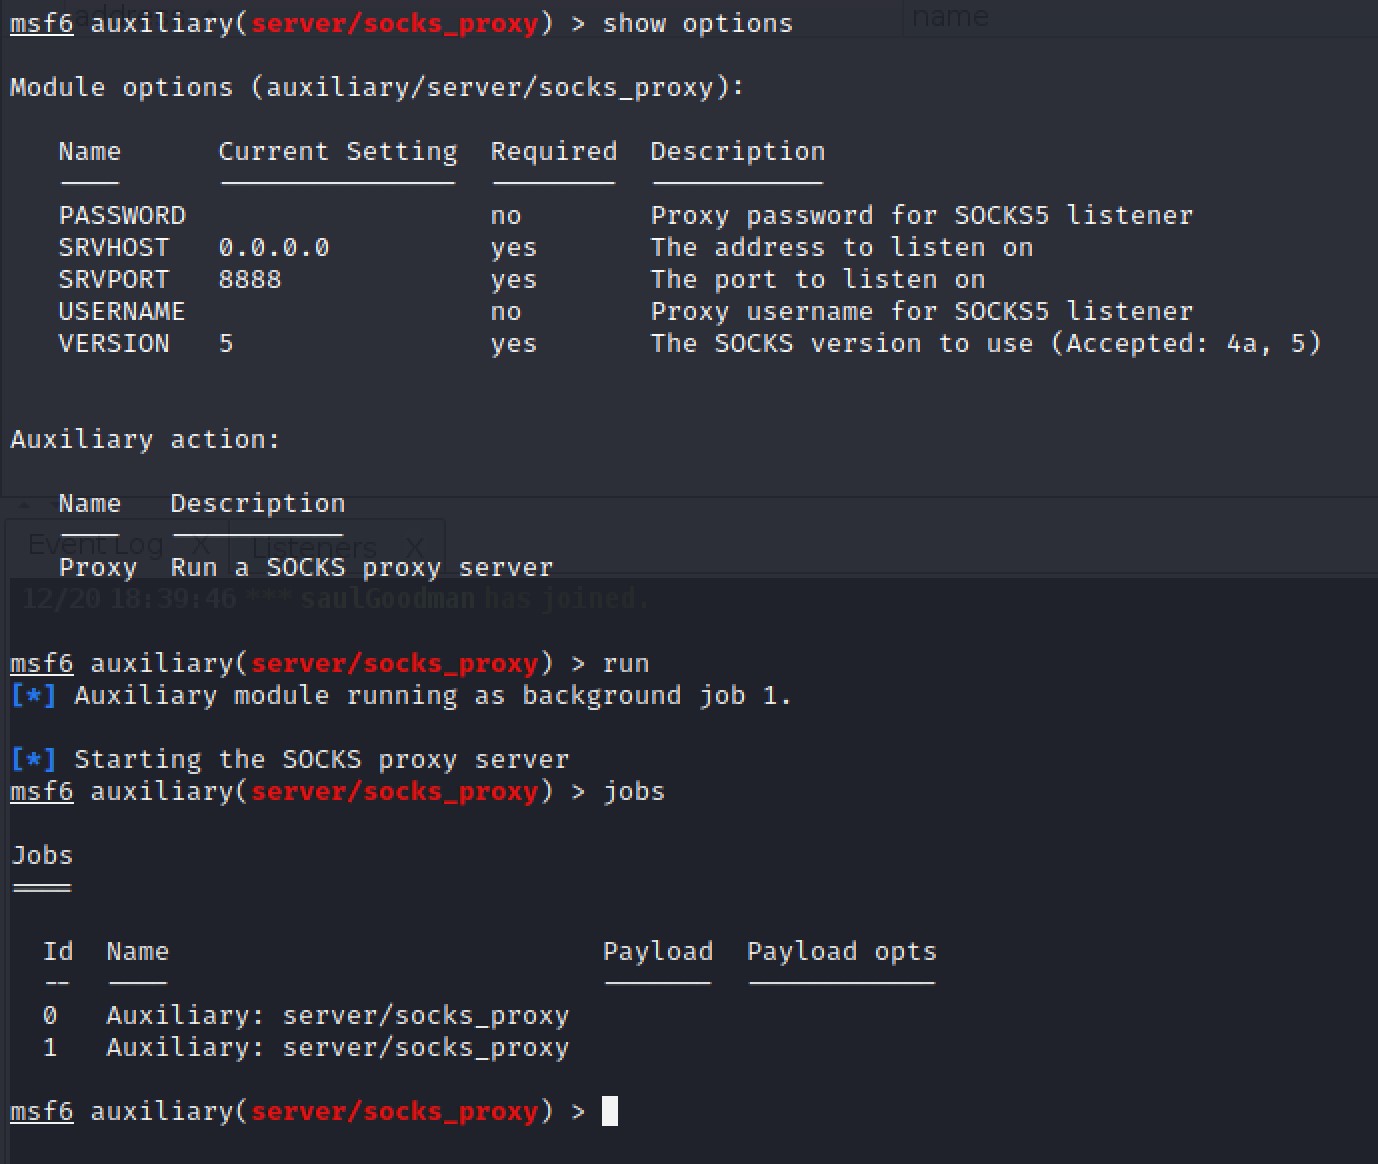 msf6 auxiliary(server/socks_proxy) > show options
address
name
Module options (auxiliary/server/socks_proxy):
Name Current Setting Required Description
PASSWORD no Proxy password for SOCKS5 listener
SRVHOST 0.0.0.0 yes The address to listen on
SRVPORT 8888 yes The port to listen on
USERNAME no Proxy username for SOCKS5 listener
VERSION 5 yes The SOCKS version to use (Accepted: 4a, 5)
Auxiliary action:
Name Description
Event Log X Listeners X
Proxy Run a SOCKS proxy server
12/20 18:39:46 *** saulGoodman has joined.
msf6 auxiliary(server/socks_proxy) > run
[*] Auxiliary module running as background job 1.
[*] Starting the SOCKS proxy server
msf6 auxiliary(server/socks_proxy) > jobs
Jobs
====
Id Name Payload Payload opts
-- 
0 Auxiliary: server/socks_proxy
1 Auxiliary: server/socks_proxy
msf6 auxiliary(server/socks_proxy) >